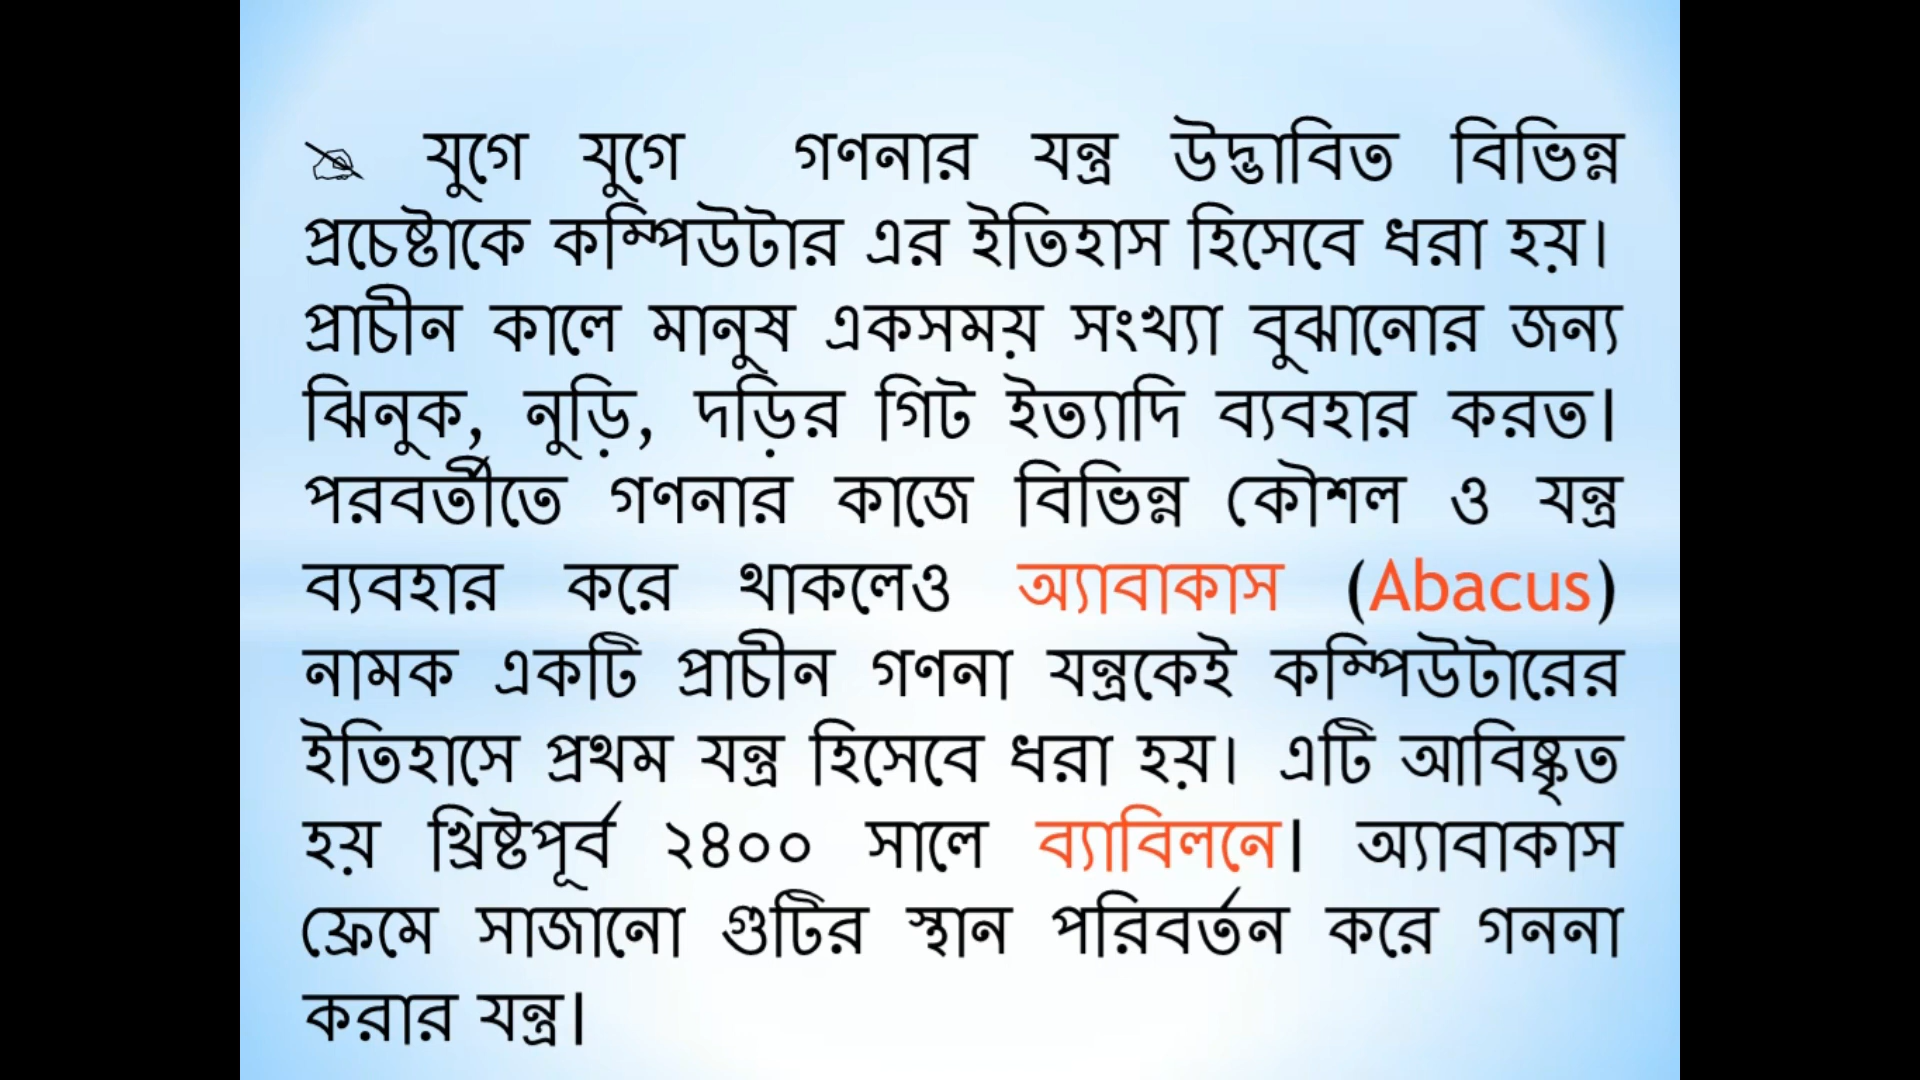 যুগে যুগে গণনার যন্ত্র উদ্ভাবিত বিভিন্ন
প্রচেষ্টাকে কম্পিউটার এর ইতিহাস হিসেবে ধরা হয়।
প্রাচীন কালে মানুষ একসময় সংখ্যা বুঝানোর জন্য
ঝিনুক, নুড়ি, দড়ির গিট ইত্যাদি ব্যবহার করত।
পরবর্তীতে গণনার কাজে বিভিন্ন কৌশল ও যন্ত্র
ব্যবহার করে থাকলেও অ্যাবাকাস (Abacus)
নামক একটি প্রাচীন গণনা যন্ত্রকেই কম্পিউটারের
ইতিহাসে প্রথম যন্ত্র হিসেবে ধরা হয়। এটি আবিষ্কৃত
হয় খ্রিষ্টপূর্ব ২৪০০ সালে ব্যাবিলনে। অ্যাবাকাস
ফ্রেমে সাজানো গুটির স্থান পরিবর্তন করে গননা
করার যন্ত্র।